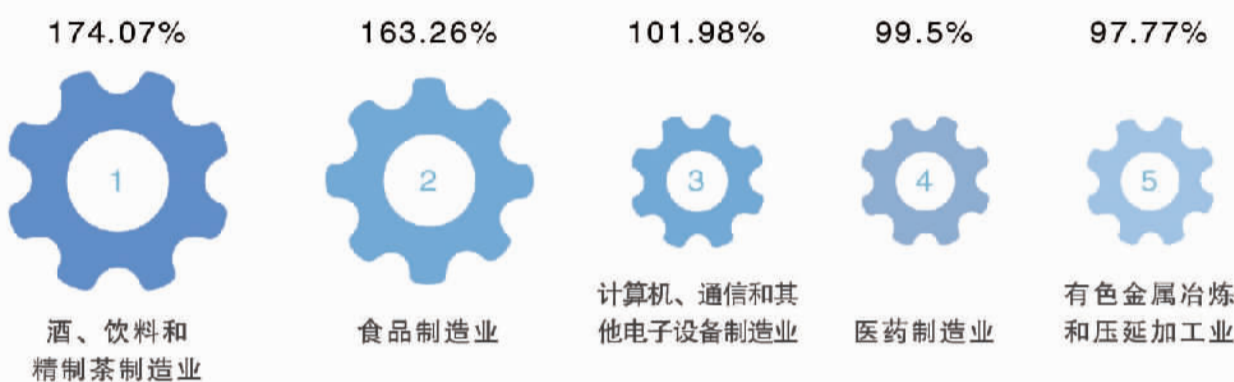 174.07%
163.26%
101.98%
99.5%
97.77%
1
2
3
4
5
酒、饮料和
精制茶制造业
食品制造业
计算机、通信和其
他电子设备制造业
医药制造业
有色金属冶炼
和压延加工业